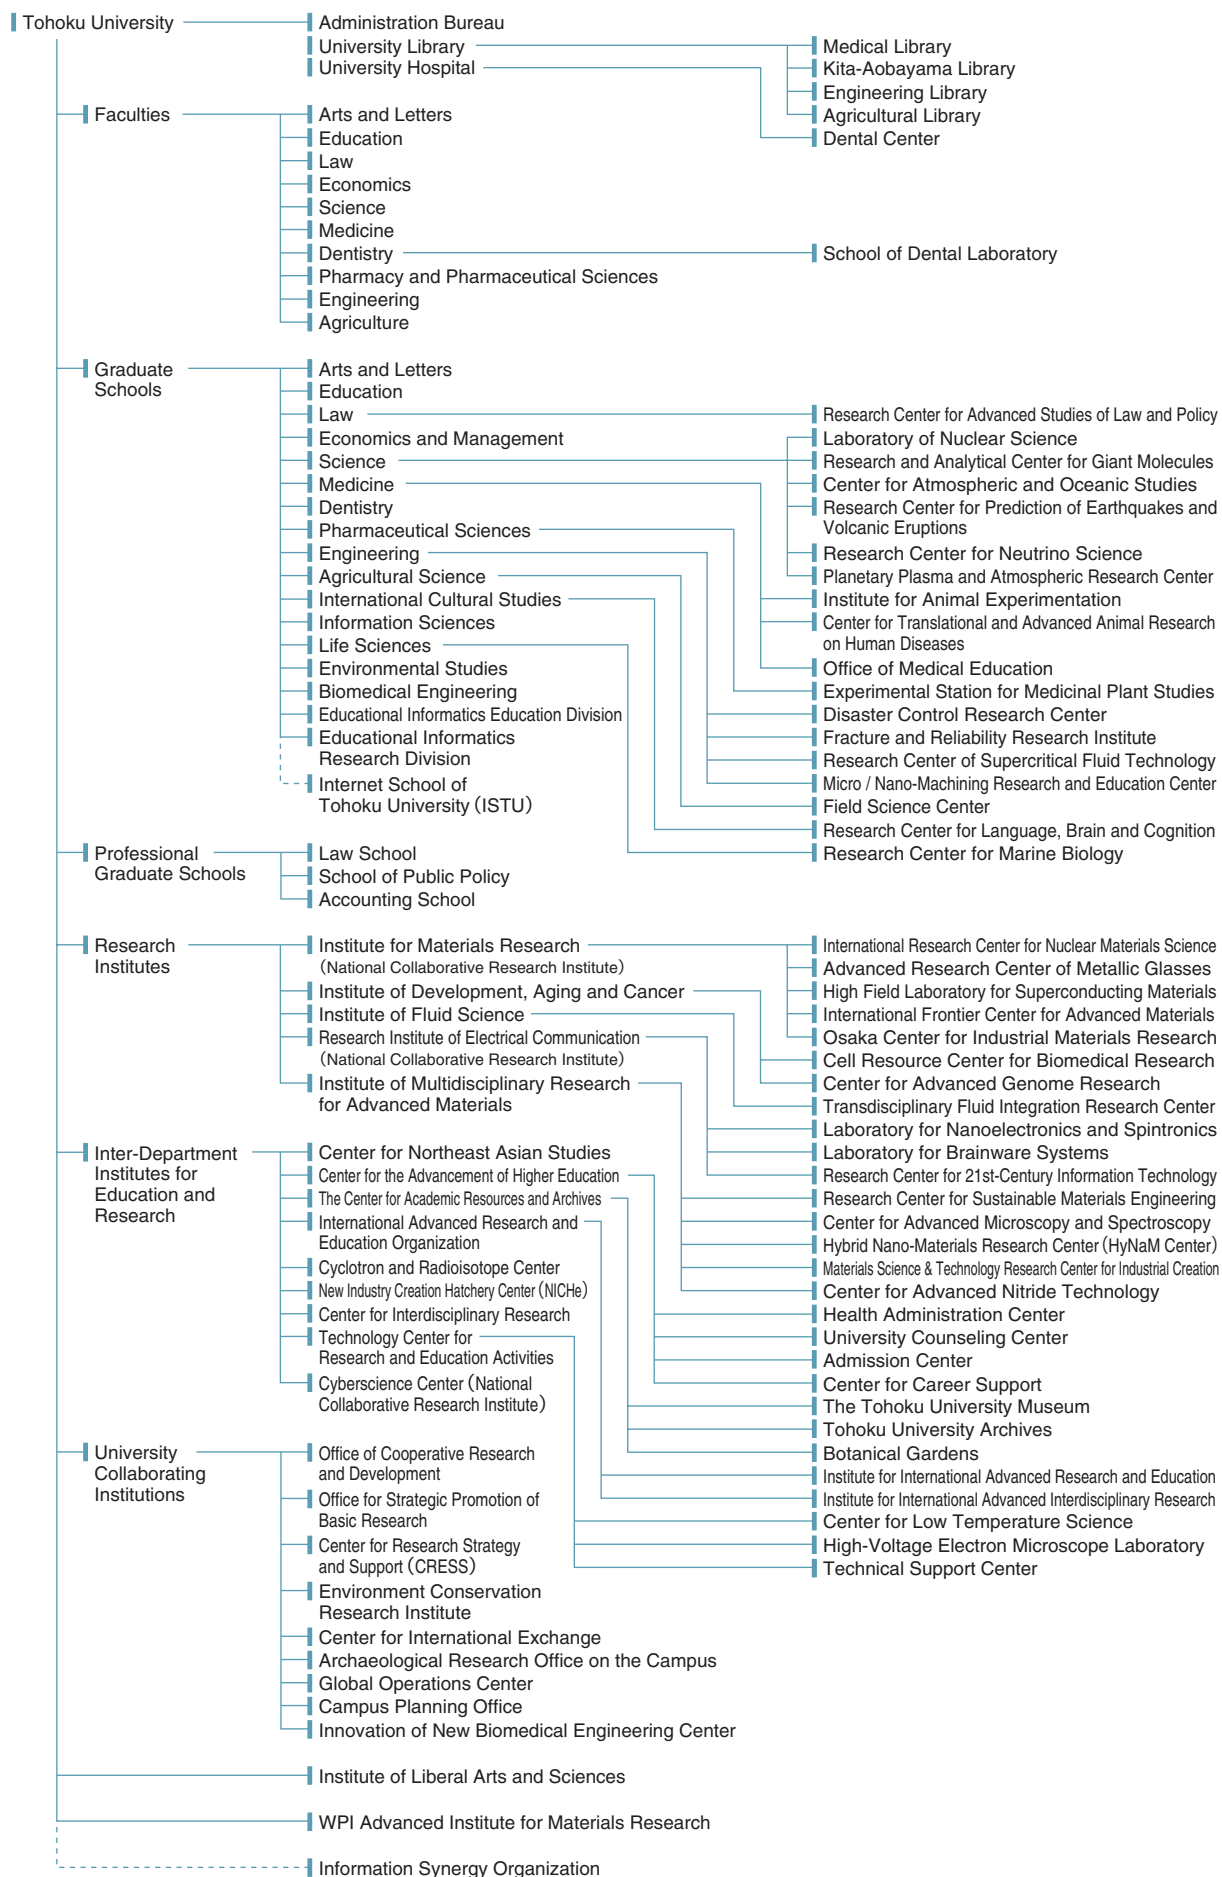 Tohoku University
Administration Bureau
University Library
University Hospital
Medical Library
Kita-Aobayama Library
Engineering Library
Agricultural Library
Dental Center
Faculties
Arts and Letters
Education
Law
Economics
Science
Medicine
Dentistry
School of Dental Laboratory
Pharmacy and Pharmaceutical Sciences
Engineering
Agriculture
Graduate
Schools
Arts and Letters
Education
Law
Economics and Management
Science
Medicine
Dentistry
Pharmaceutical Sciences
Engineering
Agricultural Science
International Cultural Studies
Information Sciences
Life Sciences
Environmental Studies
Biomedical Engineering
Educational Informatics Education Division
Educational Informatics
Research Division
Internet School of
Tohoku University (ISTU)
Research Center for Advanced Studies of Law and Policy
Laboratory of Nuclear Science
Research and Analytical Center for Giant Molecules
Center for Atmospheric and Oceanic Studies
Research Center for Prediction of Earthquakes and
Volcanic Eruptions
Research Center for Neutrino Science
Planetary Plasma and Atmospheric Research Center
Institute for Animal Experimentation
Center for Translational and Advanced Animal Research
on Human Diseases
Office of Medical Education
Experimental Station for Medicinal Plant Studies
Disaster Control Research Center
Fracture and Reliability Research Institute
Research Center of Supercritical Fluid Technology
Micro / Nano-Machining Research and Education Center
Field Science Center
Research Center for Language, Brain and Cognition
Research Center for Marine Biology
Professional
Graduate Schools
Law School
School of Public Policy
Accounting School
Research
Institutes
Institute for Materials Research
(National Collaborative Research Institute)
Institute of Development, Aging and Cancer
Institute of Fluid Science
Research Institute of Electrical Communication
(National Collaborative Research Institute)
Institute of Multidisciplinary Research
for Advanced Materials
International Research Center for Nuclear Materials Science
Advanced Research Center of Metallic Glasses
High Field Laboratory for Superconducting Materials
International Frontier Center for Advanced Materials
Osaka Center for Industrial Materials Research
Cell Resource Center for Biomedical Research
Center for Advanced Genome Research
Transdisciplinary Fluid Integration Research Center
Laboratory for Nanoelectronics and Spintronics
Laboratory for Brainware Systems
Research Center for 21st-Century Information Technology
Research Center for Sustainable Materials Engineering
Center for Advanced Microscopy and Spectroscopy
Hybrid Nano-Materials Research Center (HyNaM Center)
Materials Science & Technology Research Center for Industrial Creation
Center for Advanced Nitride Technology
Inter-Department
Institutes for
Education and
Research
Center for Northeast Asian Studies
Center for the Advancement of Higher Education
The Center for Academic Resources and Archives
International Advanced Research and
Education Organization
Cyclotron and Radioisotope Center
New Industry Creation Hatchery Center (NICHe)
Center for Interdisciplinary Research
Technology Center for
Research and Education Activities
Cyberscience Center (National
Collaborative Research Institute)
Health Administration Center
University Counseling Center
Admission Center
Center for Career Support
The Tohoku University Museum
Tohoku University Archives
Botanical Gardens
Institute for International Advanced Research and Education
Institute for International Advanced Interdisciplinary Research
Center for Low Temperature Science
High-Voltage Electron Microscope Laboratory
Technical Support Center
University
Collaborating
Institutions
Office of Cooperative Research
and Development
Office for Strategic Promotion of
Basic Research
Center for Research Strategy
and Support (CRESS)
Environment Conservation
Research Institute
Center for International Exchange
Archaeological Research Office on the Campus
Global Operations Center
Campus Planning Office
Innovation of New Biomedical Engineering Center
Institute of Liberal Arts and Sciences
WPI Advanced Institute for Materials Research
Information Synergy Organization